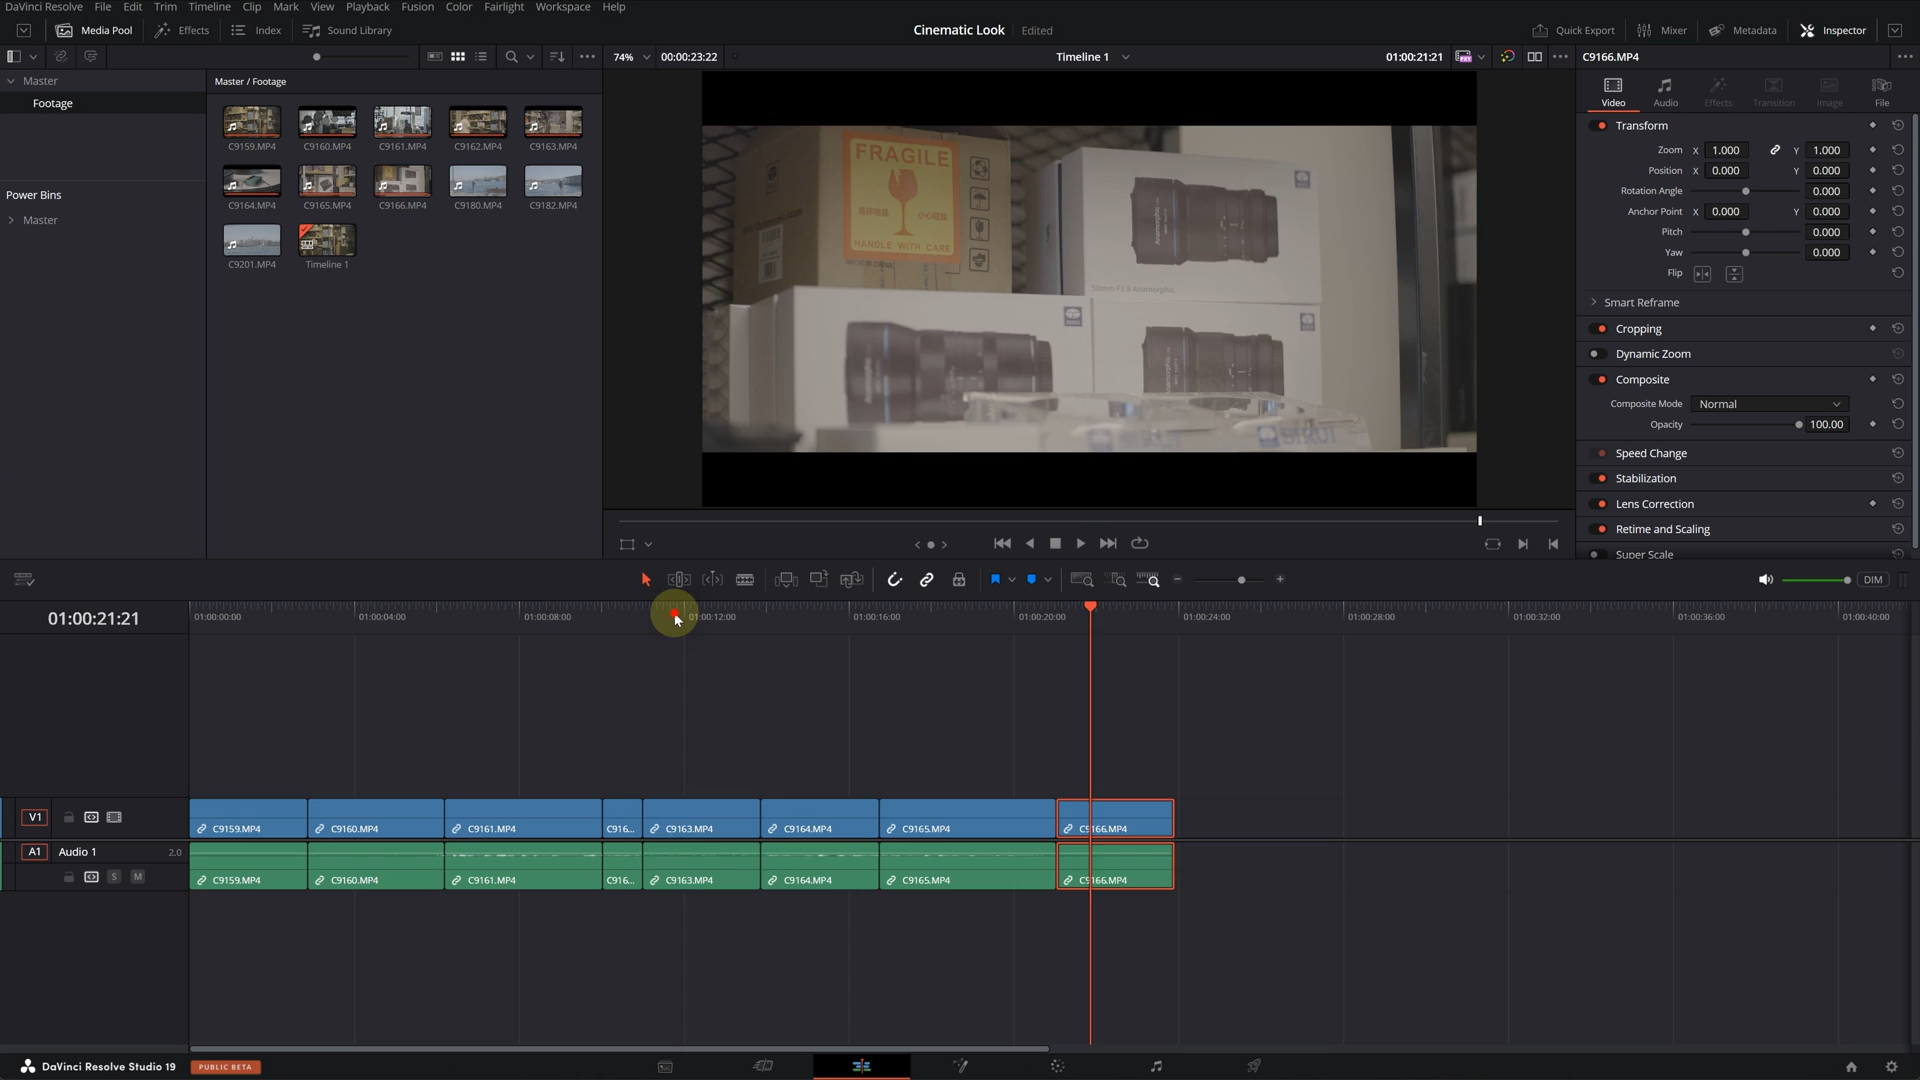 DaVinci Resolve File Edit Trim Timeline Clip Mark View Playback Fusion Color Fairlight Workspace Help
Media Pool Effects Index Sound Library Cinematic Look Edited Quick Export Mixer Metadata Inspector
74% 00:00:23:22 Timeline 1 01:00:21:21 C9166.MP4
Master
Footage
Power Bins
Master
Master / Footage
C9159.MP4 C9160.MP4 C9161.MP4 C9162.MP4 C9163.MP4
C9164.MP4 C9165.MP4 C9166.MP4 C9180.MP4 C9182.MP4
C9201.MP4 Timeline 1
FRAGILE
小心轻放
HANDLE WITH CARE
MADE IN CHINA
50mm F1.8 Anamorphic
Video Audio Effects Transition Image File
Transform
Zoom X 1.000 Y 1.000
Position X 0.000 Y 0.000
Rotation Angle 0.000
Anchor Point X 0.000 Y 0.000
Pitch 0.000
Yaw 0.000
Flip
Smart Reframe
Cropping
Dynamic Zoom
Composite
Composite Mode Normal
Opacity 100.00
Speed Change
Stabilization
Lens Correction
Retime and Scaling
Super Scale
DIM
01:00:21:21
01:00:00:00 01:00:04:00 01:00:08:00 01:00:12:00 01:00:16:00 01:00:20:00 01:00:24:00 01:00:28:00 01:00:32:00 01:00:36:00 01:00:40:00
V1 C9159.MP4 C9160.MP4 C9161.MP4 C916... C9163.MP4 C9164.MP4 C9165.MP4 C9166.MP4
A1 Audio 1 2.0
S M C9159.MP4 C9160.MP4 C9161.MP4 C916... C9163.MP4 C9164.MP4 C9165.MP4 C9166.MP4
DaVinci Resolve Studio 19 PUBLIC BETA